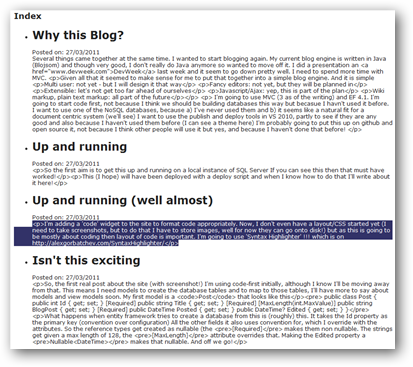 Index
Why this Blog?
Posted on: 27/03/2011
Several things came together at the same time. I wanted to start blogging again. My current blog engine is written in Java
(Blojsom) and though very good, I don't really do Java anymore so wanted to move off it. I did a presentation an <a
href="www.devweek.com">DevWeek</a> last week and it seem to go down pretty well. I need to spend more time with
MVC. <p>Given all that it seemed to make sense for me to put that together into a simple blog engine. And it is simple
<p>Multi user: not yet - but I will design it that way</p> <p>Fancy editors: not yet, but they will be planned in</p>
<p>Extensible: let's not get too far ahead of ourselves</p> <p>Javascript/Ajax: yep, this is part of the plan</p> <p>Wiki
markup, plain text markup: all part of the future</p></p> <p> I'm going to use MVC (3 as of the writing) and EF 4.1. I'm
going to start code first, not because I think we should be building databases this way but because I haven't used it before.
I want to use one of the NoSQL databases, because a) I've never used them and b) it seems like a natural fit for a
document centric system (we'll see) I want to use the publish and deploy tools in VS 2010, partly to see if they are any
good and also because I haven't used them before (I can see a theme here) I'm probably going to put this up on github and
open source it, not because I think other people will use it but yes, and because I haven't done that before! </p>
Up and running
Posted on: 27/03/2011
<p>So the first aim is to get this up and running on a local instance of SQL Server If you can see this then that must have
worked!</p><p>This (I hope) will have been deployed with a deploy script and when I know how to do that I'll write about
it here!</p>
Up and running (well almost)
Posted on: 27/03/2011
<p>I'm adding a 'code' widget to the site to format code appropriately. Now, I don't even have a layout/CSS started yet (I
need to take screenshots, but to do that I have to store images, well for now they can go onto disk!) but as this is going to
be mostly about coding then layout of code is important. I'm going to use 'Syntax Highlighter' !!! which is on
http://alexgorbatchev.com/SyntaxHighlighter/</p>
Isn't this exciting
Posted on: 27/03/2011
<p>So, the first real post about the site (with screenshot!) I'm using code-first initially, although I know I'll be moving away
from that. This means I need models to create the database tables and to map to those tables, I'll have more to say about
models and view models soon. My first model is a <code>Post</code> that looks like this</p><pre> public class Post {
public int Id { get; set; } [Required] public string Title { get; set; } [Required] [MaxLength(int.MaxValue)] public string
BlogPost { get; set; } [Required] public DateTime Posted { get; set; } public DateTime? Edited { get; set; } } </pre>
<p>What happens when entity framework tries to create a database from this is (roughly) this. It takes the Id property as
the primary key (convention over configuration) All the other fields it also uses convention for, which I override with the
attributes. So the reference types get created as nullable (the <pre>[Required]</pre> makes them non nullable. The strings
get given a max length of 128, the <pre>[MaxLength]</pre> attribute overrides that. Making the Edited property a
<pre>Nullable<DateTime></pre> makes that nullable. And off we go!</p>